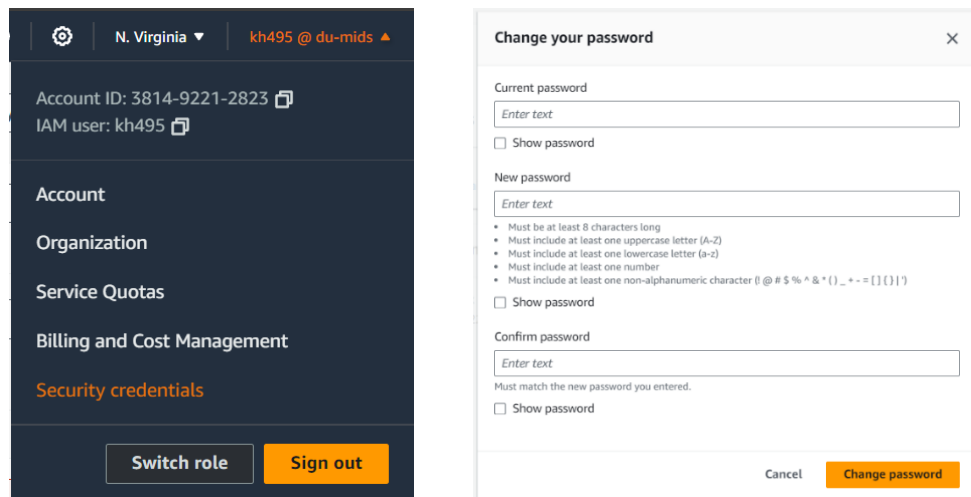 N. Virginia ▼
kh495 @ du-mids ▲
Account ID: 3814-9221-2823
IAM user: kh495
Account
Organization
Service Quotas
Billing and Cost Management
Security credentials
Switch role
Sign out
Change your password
Current password
Enter text
Show password
New password
Enter text
• Must be at least 8 characters long
• Must include at least one uppercase letter (A-Z)
• Must include at least one lowercase letter (a-z)
• Must include at least one number
• Must include at least one non-alphanumeric character (! @ # $ % ^ & * ( ) _ + - = [ ] { } | ')
Show password
Confirm password
Enter text
Must match the new password you entered.
Show password
Cancel
Change password